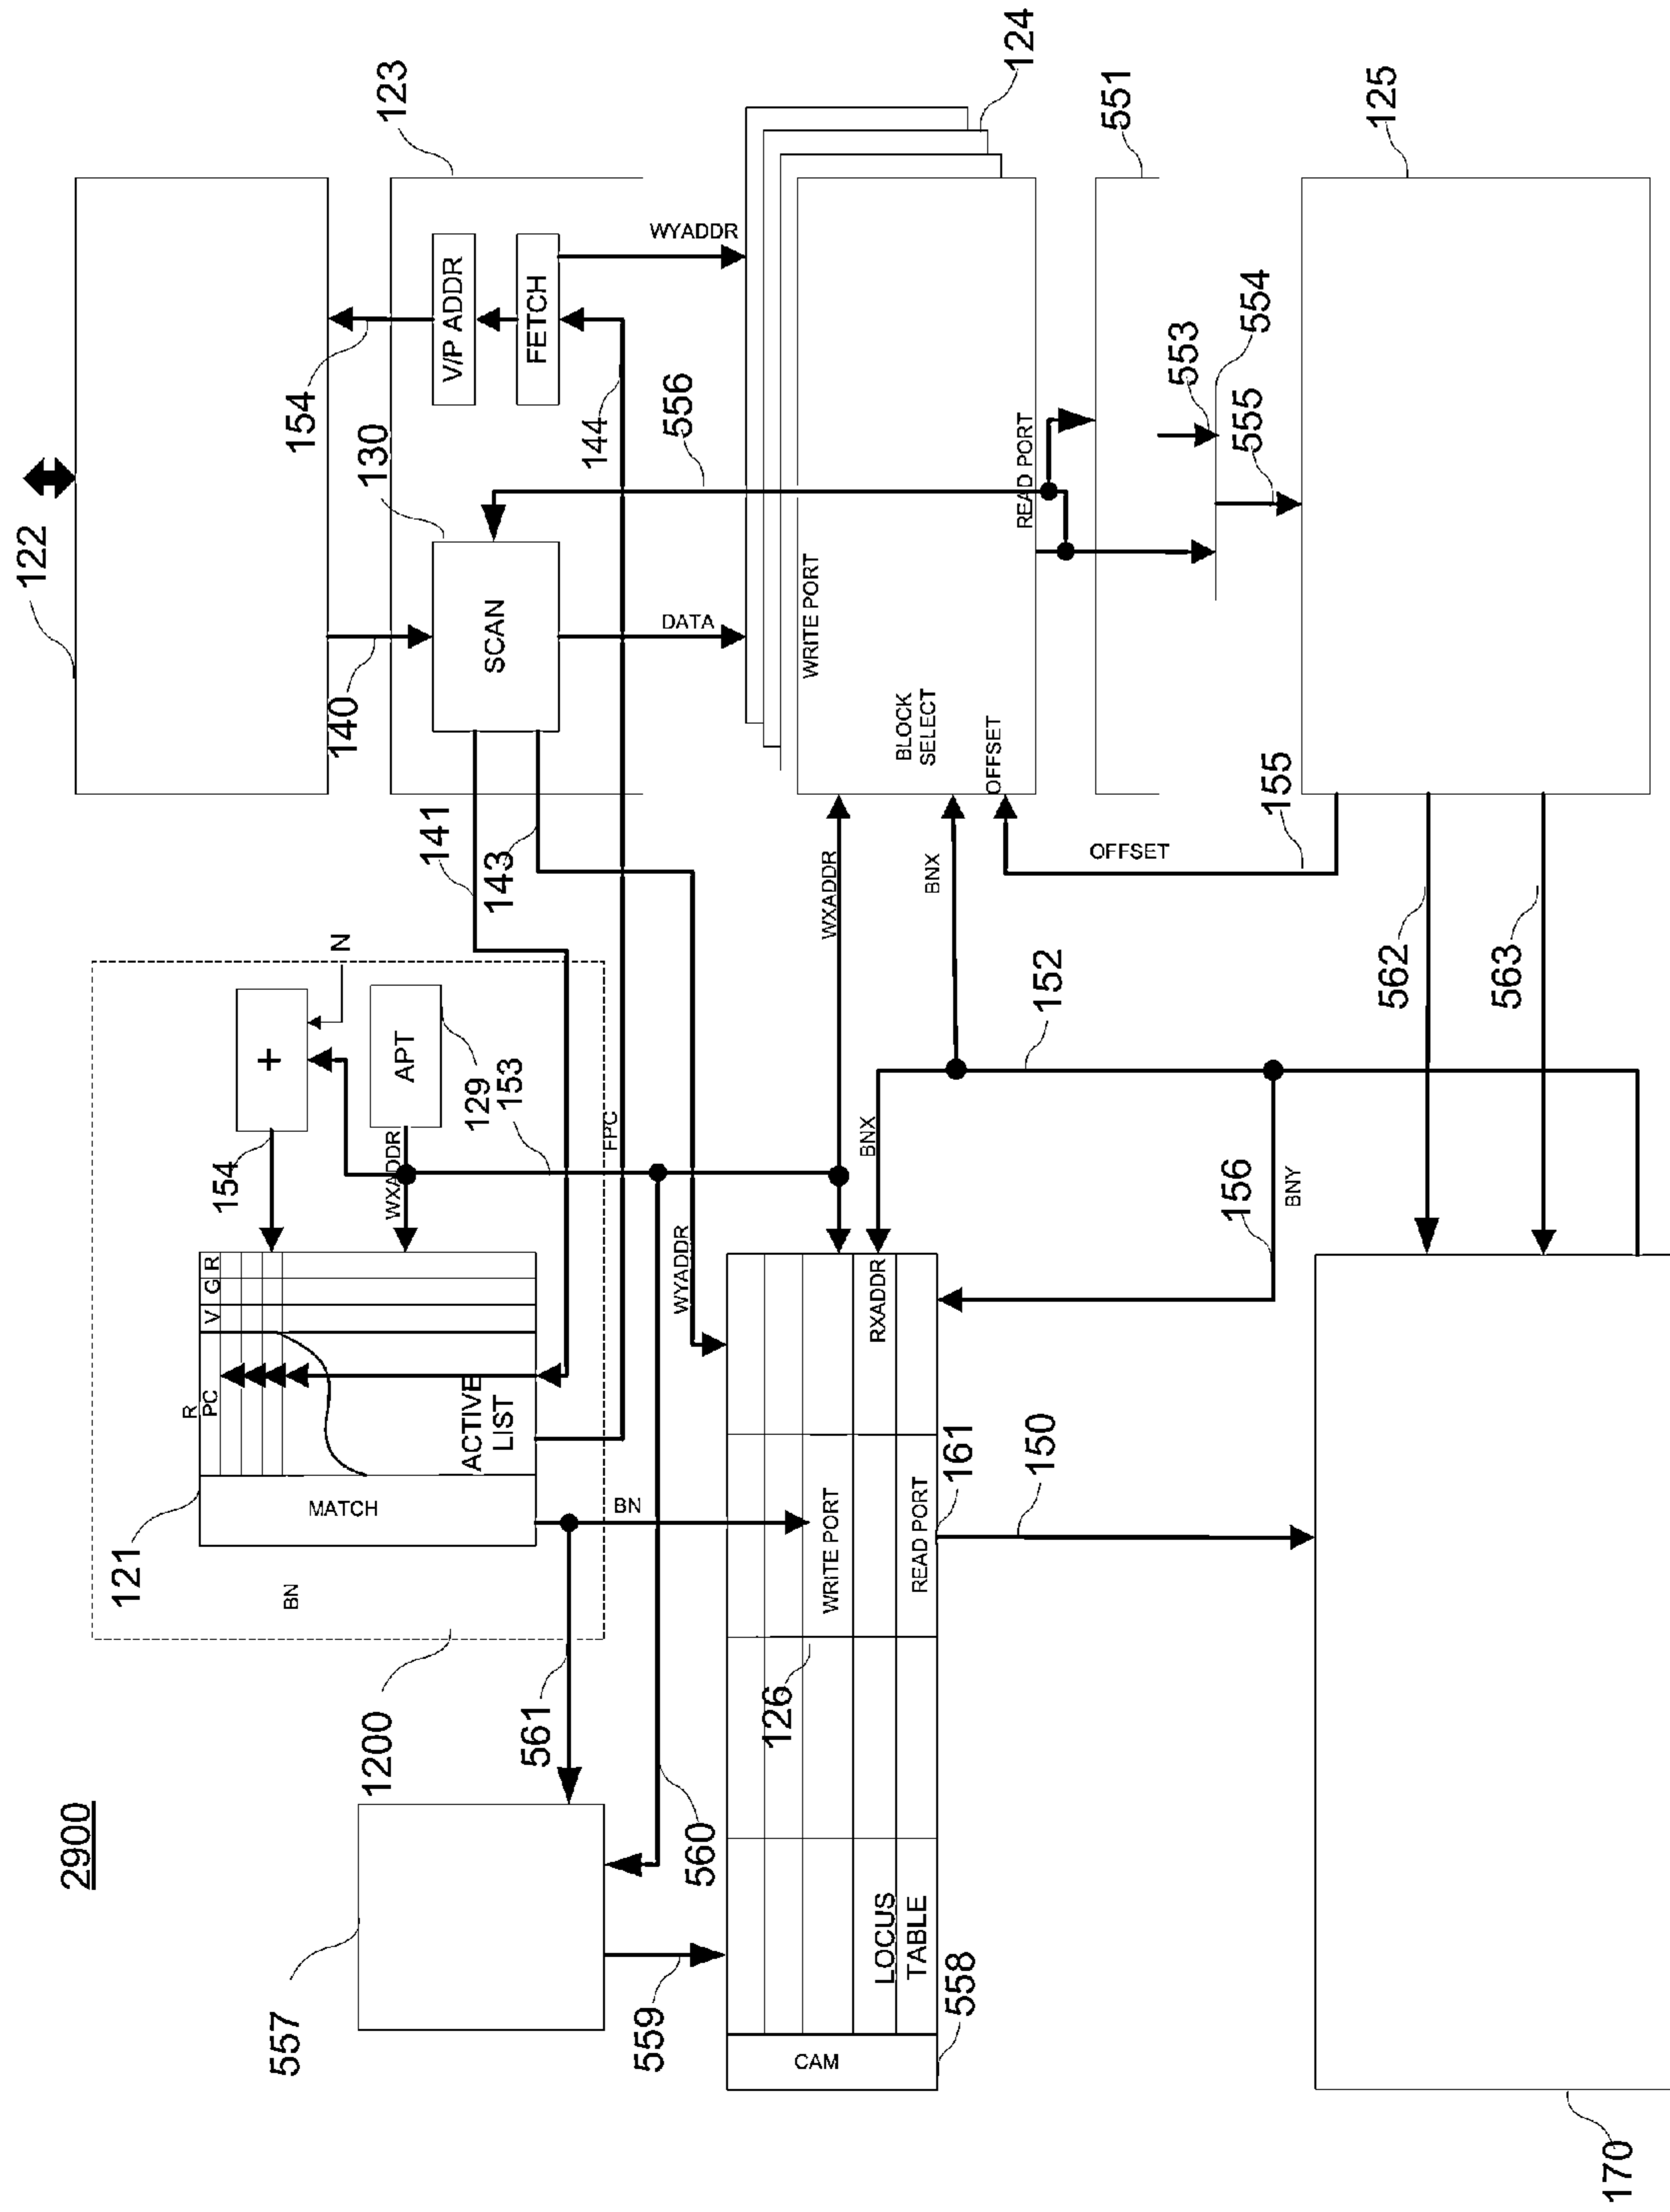 2900
122
121
R
PC
V
G
R
154
+
N
154
140
BN
MATCH
WXADDR
APT
557
1200
130
123
141
V/P ADDR
ACTIVE
LIST
129
153
143
SCAN
FETCH
561
BN
FPC
144
559
560
WYADDR
DATA
556
WYADDR
126
CAM
WRITE PORT
WXADDR
WRITE PORT
LOCUS
TABLE
RXADDR
BNX
BNX
BLOCK
SELECT
READ PORT
558
161
OFFSET
READ PORT
124
150
152
OFFSET
551
156
BNY
155
553
555
554
562
125
563
170